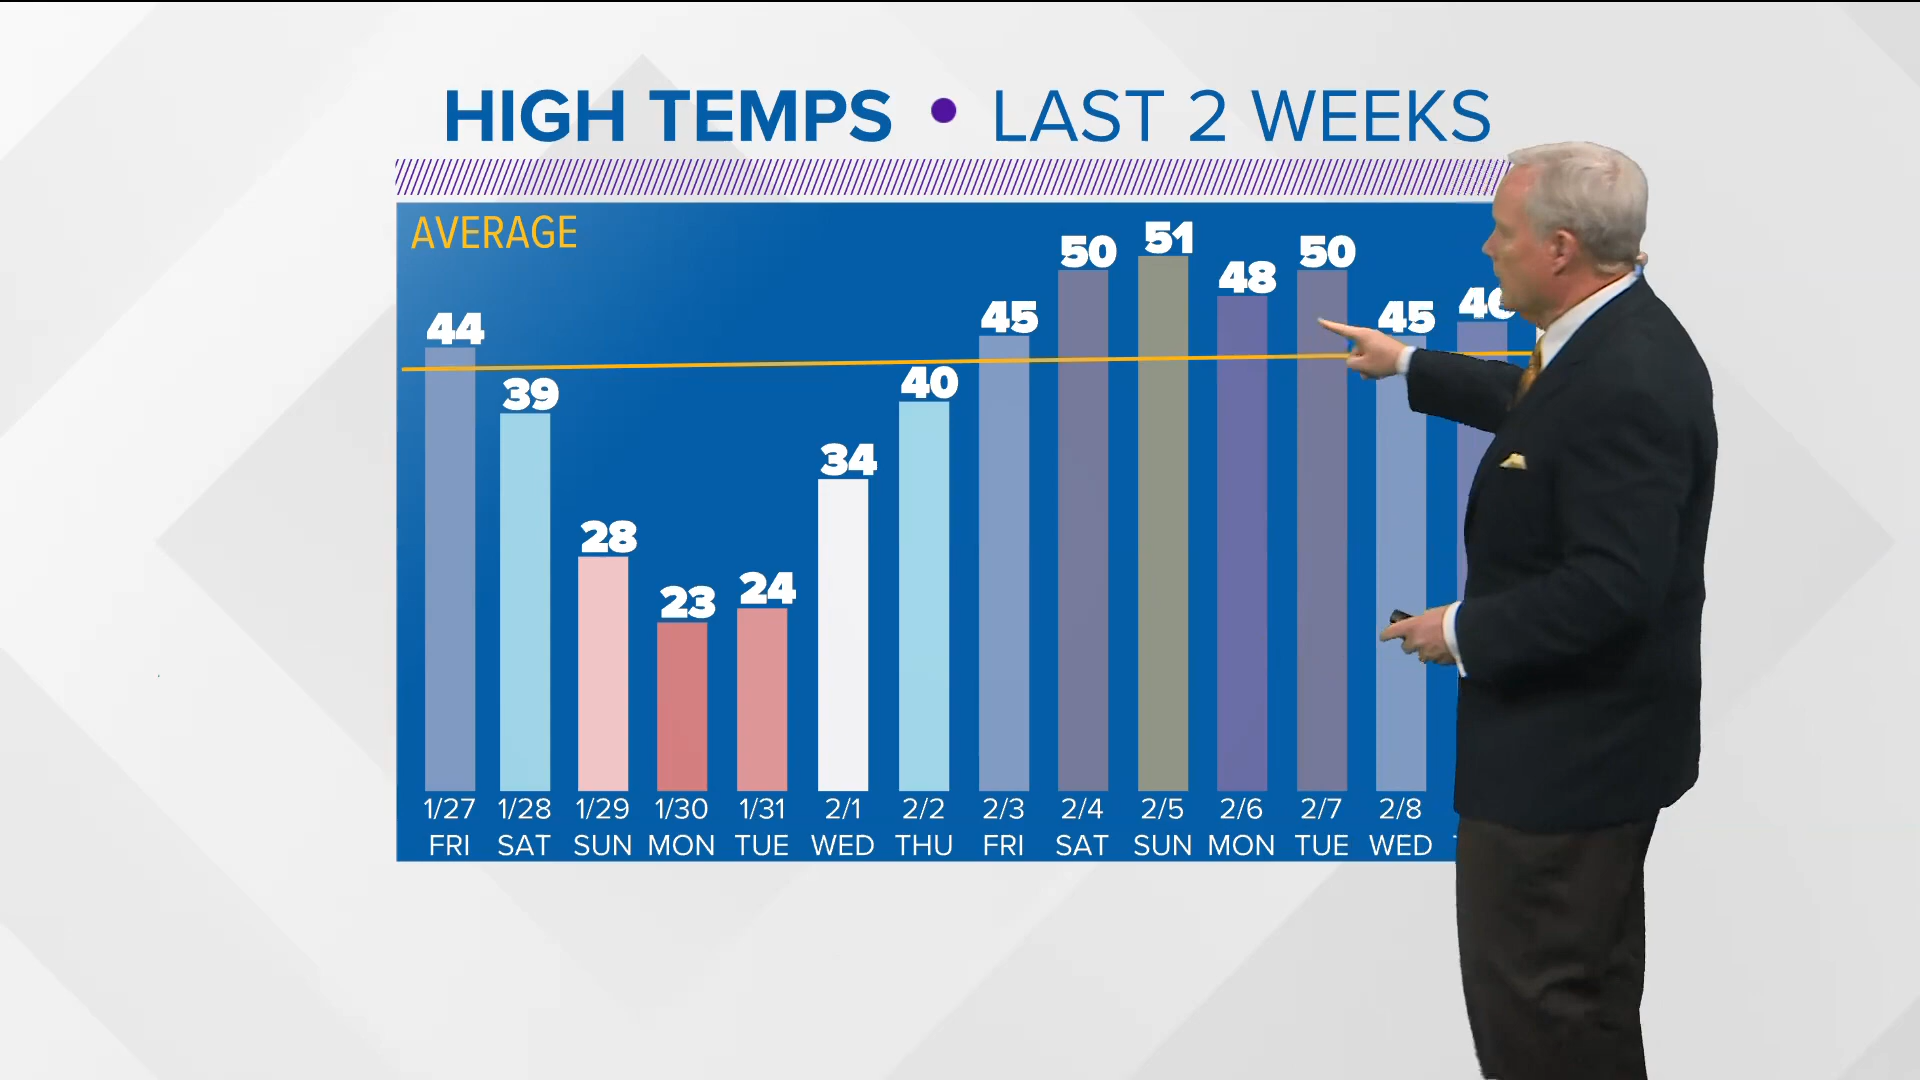 HIGH TEMPS • LAST 2 WEEKS
AVERAGE
44 39 28 23 24 34 40 45 50 51 48 50 45
1/27 1/28 1/29 1/30 1/31 2/1 2/2 2/3 2/4 2/5 2/6 2/7 2/8
FRI SAT SUN MON TUE WED THU FRI SAT SUN MON TUE WED